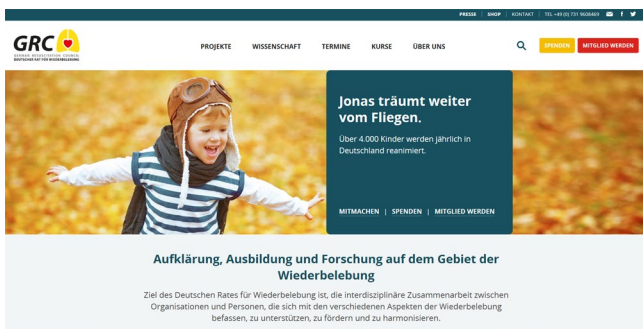 PRESSE | SHOP | KONTAKT | TEL +49 (0) 731 9608469
GRC
GERMAN RESUSCITATION COUNCIL
DEUTSCHER RAT FÜR WIEDERBELEBUNG
PROJEKTE WISSENSCHAFT TERMINE KURSE ÜBER UNS
SPENDEN MITGLIED WERDEN
Jonas träumt weiter
vom Fliegen.
Über 4.000 Kinder werden jährlich in
Deutschland reanimiert.
MITMACHEN | SPENDEN | MITGLIED WERDEN
Aufklärung, Ausbildung und Forschung auf dem Gebiet der
Wiederbelebung
Ziel des Deutschen Rates für Wiederbelebung ist, die interdisziplinäre Zusammenarbeit zwischen
Organisationen und Personen, die sich mit den verschiedenen Aspekten der Wiederbelebung
befassen, zu unterstützen, zu fördern und zu harmonisieren.